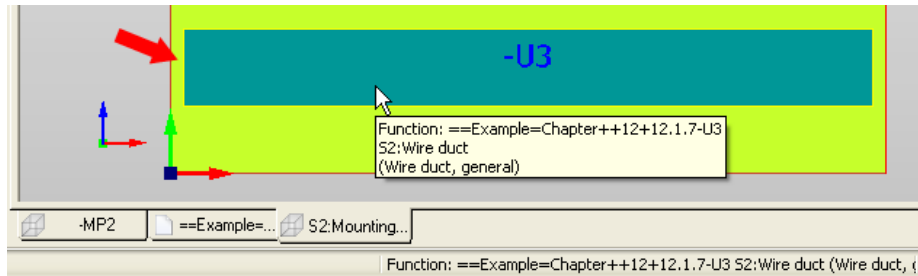 -U3
Function: ==Example=Chapter++12+12.1.7-U3
S2:Wire duct
(Wire duct, general)
-MP2 ==Example=... S2:Mounting...
Function: ==Example=Chapter++12+12.1.7-U3 S2:Wire duct (Wire duct,